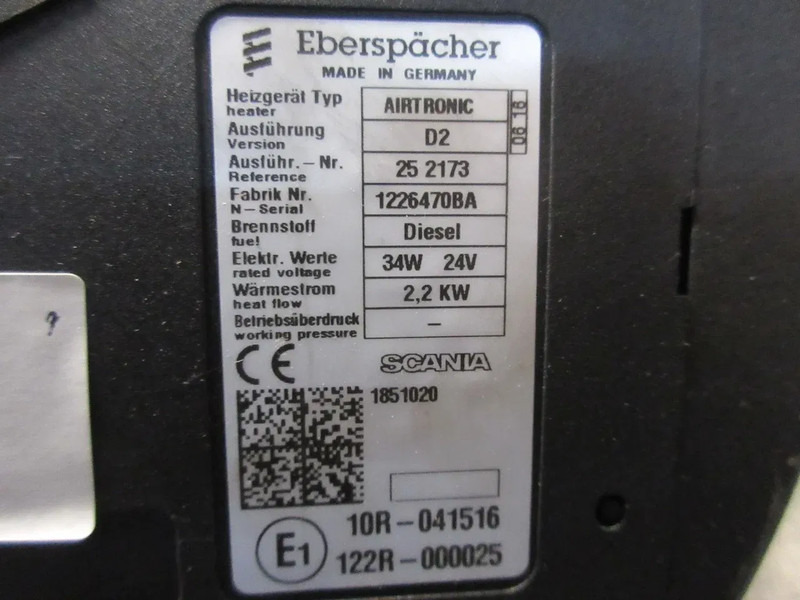 Eberspächer
MADE IN GERMANY
Heizgerät Typ AIRTRONIC
heater
06 16
Ausführung D2
Version
Ausführ.-Nr. 25 2173
Reference
Fabrik Nr. 1226470BA
N-Serial
Brennstoff Diesel
fuel
Elektr. Werte 34W 24V
rated voltage
Wärmestrom 2,2 KW
heat flow
Betriebsüberdruck –
working pressure
CE SCANIA
1851020
E1 10R-041516
122R-000025